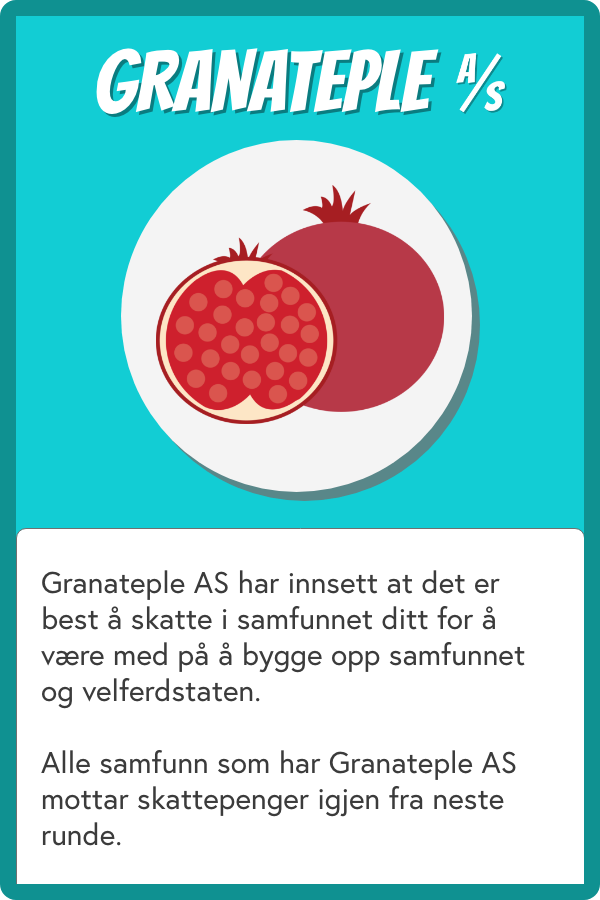 GRANATEPLE A/S
Granateple AS har innsett at det er
best å skatte i samfunnet ditt for å
være med på å bygge opp samfunnet
og velferdstaten.
Alle samfunn som har Granateple AS
mottar skattepenger igjen fra neste
runde.